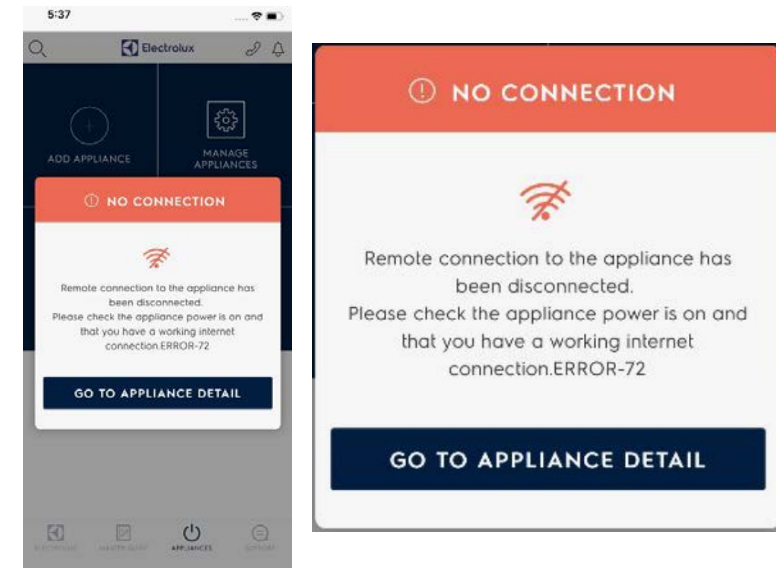 5:37
Electrolux
ADD APPLIANCE
MANAGE
APPLIANCES
NO CONNECTION
Remote connection to the appliance has
been disconnected.
Please check the appliance power is on and
that you have a working internet
connection.ERROR-72
GO TO APPLIANCE DETAIL
APPLIANCES
SUPPORT
NO CONNECTION
Remote connection to the appliance has
been disconnected.
Please check the appliance power is on and
that you have a working internet
connection.ERROR-72
GO TO APPLIANCE DETAIL